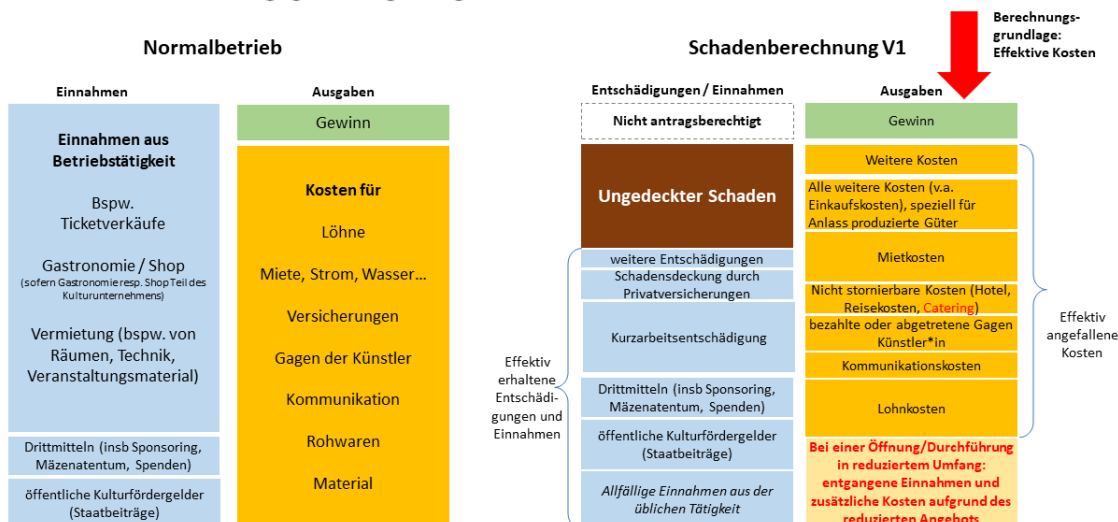 Berechnungs-
grundlage:
Effektive Kosten
Normalbetrieb
Einnahmen
Ausgaben
Einnahmen aus
Betriebstätigkeit
Bspw.
Ticketverkäufe
Gastronomie / Shop
(sofern Gastronomie resp. Shop Teil des
Kulturunternehmens)
Vermietung (bspw. von
Räumen, Technik,
Veranstaltungsmaterial)
Drittmitteln (insb Sponsoring,
Mäzenatentum, Spenden)
öffentliche Kulturfördergelder
(Staatbeiträge)
Gewinn
Kosten für
Löhne
Miete, Strom, Wasser...
Versicherungen
Gagen der Künstler
Kommunikation
Rohwaren
Material
Schadenberechnung V1
Entschädigungen / Einnahmen
Ausgaben
Nicht antragsberechtigt
Ungedeckter Schaden
weitere Entschädigungen
Schadensdeckung durch
Privatversicherungen
Kurzarbeitsentschädigung
Drittmitteln (insb Sponsoring,
Mäzenatentum, Spenden)
öffentliche Kulturfördergelder
(Staatbeiträge)
Allfällige Einnahmen aus der
üblichen Tätigkeit
Effektiv
erhaltene
Entschädi-
gungen und
Einnahmen
Gewinn
Weitere Kosten
Alle weitere Kosten (v.a.
Einkaufskosten), speziell für
Anlass produzierte Güter
Mietkosten
Nicht stornierbare Kosten (Hotel,
Reisekosten, Catering)
bezahlte oder abgetretene Gagen
Künstler*in
Kommunikationskosten
Lohnkosten
Bei einer Öffnung/Durchführung
in reduziertem Umfang:
entgangene Einnahmen und
zusätzliche Kosten aufgrund des
reduzierten Angebots
Effektiv
angefallene
Kosten